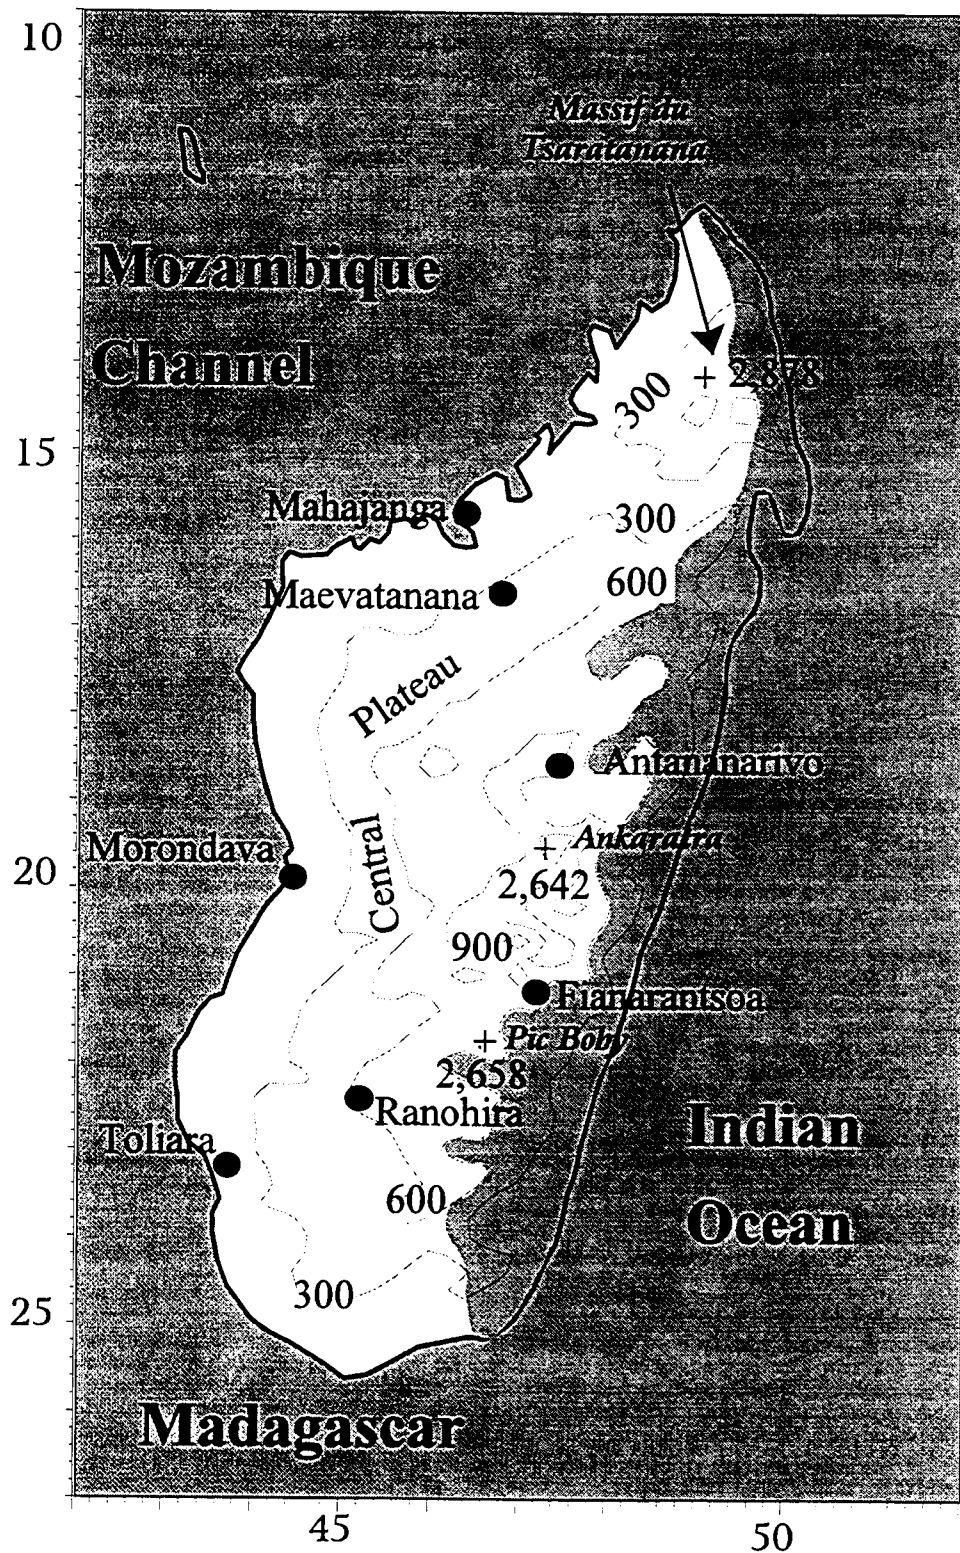 10
Massif du
Tsaratanana
Mozambique
Channel
2,878
300
15
Mahajanga
300
600
Maevatanana
Plateau
Antananarivo
Ankaratra
Morondava
2,642
20
Central
900
Fianarantsoa
Pic Boby
2,658
Ranohira
Indian
Toliara
600
Ocean
300
25
Madagascar
45
50